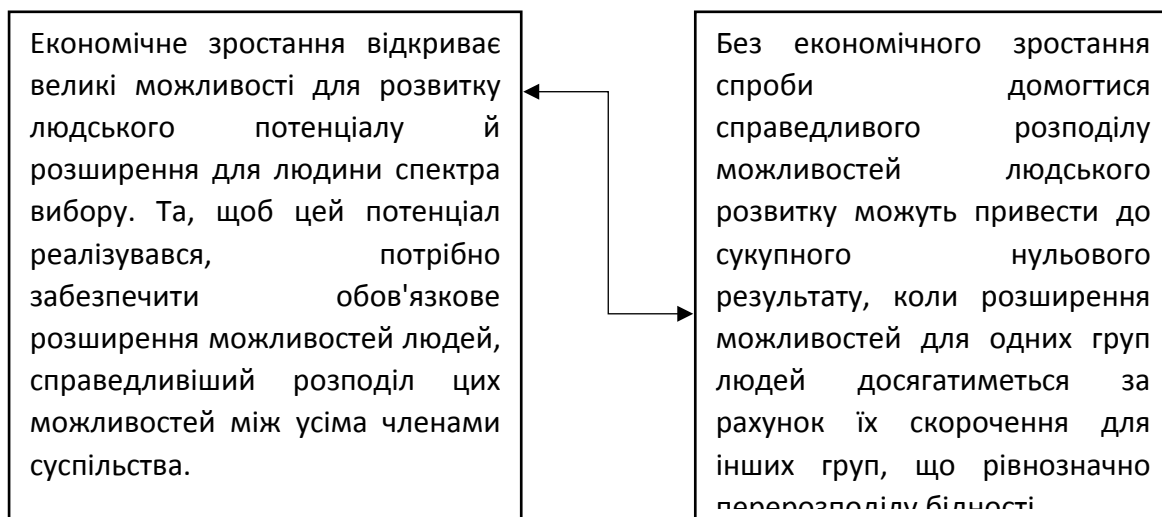 Економічне зростання відкриває
великі можливості для розвитку
людського потенціалу й
розширення для людини спектра
вибору. Та, щоб цей потенціал
реалізувався, потрібно
забезпечити обов'язкове
розширення можливостей людей,
справедливіший розподіл цих
можливостей між усіма членами
суспільства.
Без економічного зростання
спроби домогтися
справедливого розподілу
можливостей людського
розвитку можуть привести до
сукупного нульового
результату, коли розширення
можливостей для одних груп
людей досягатиметься за
рахунок їх скорочення для
інших груп, що рівнозначно
перерозподілу бідності